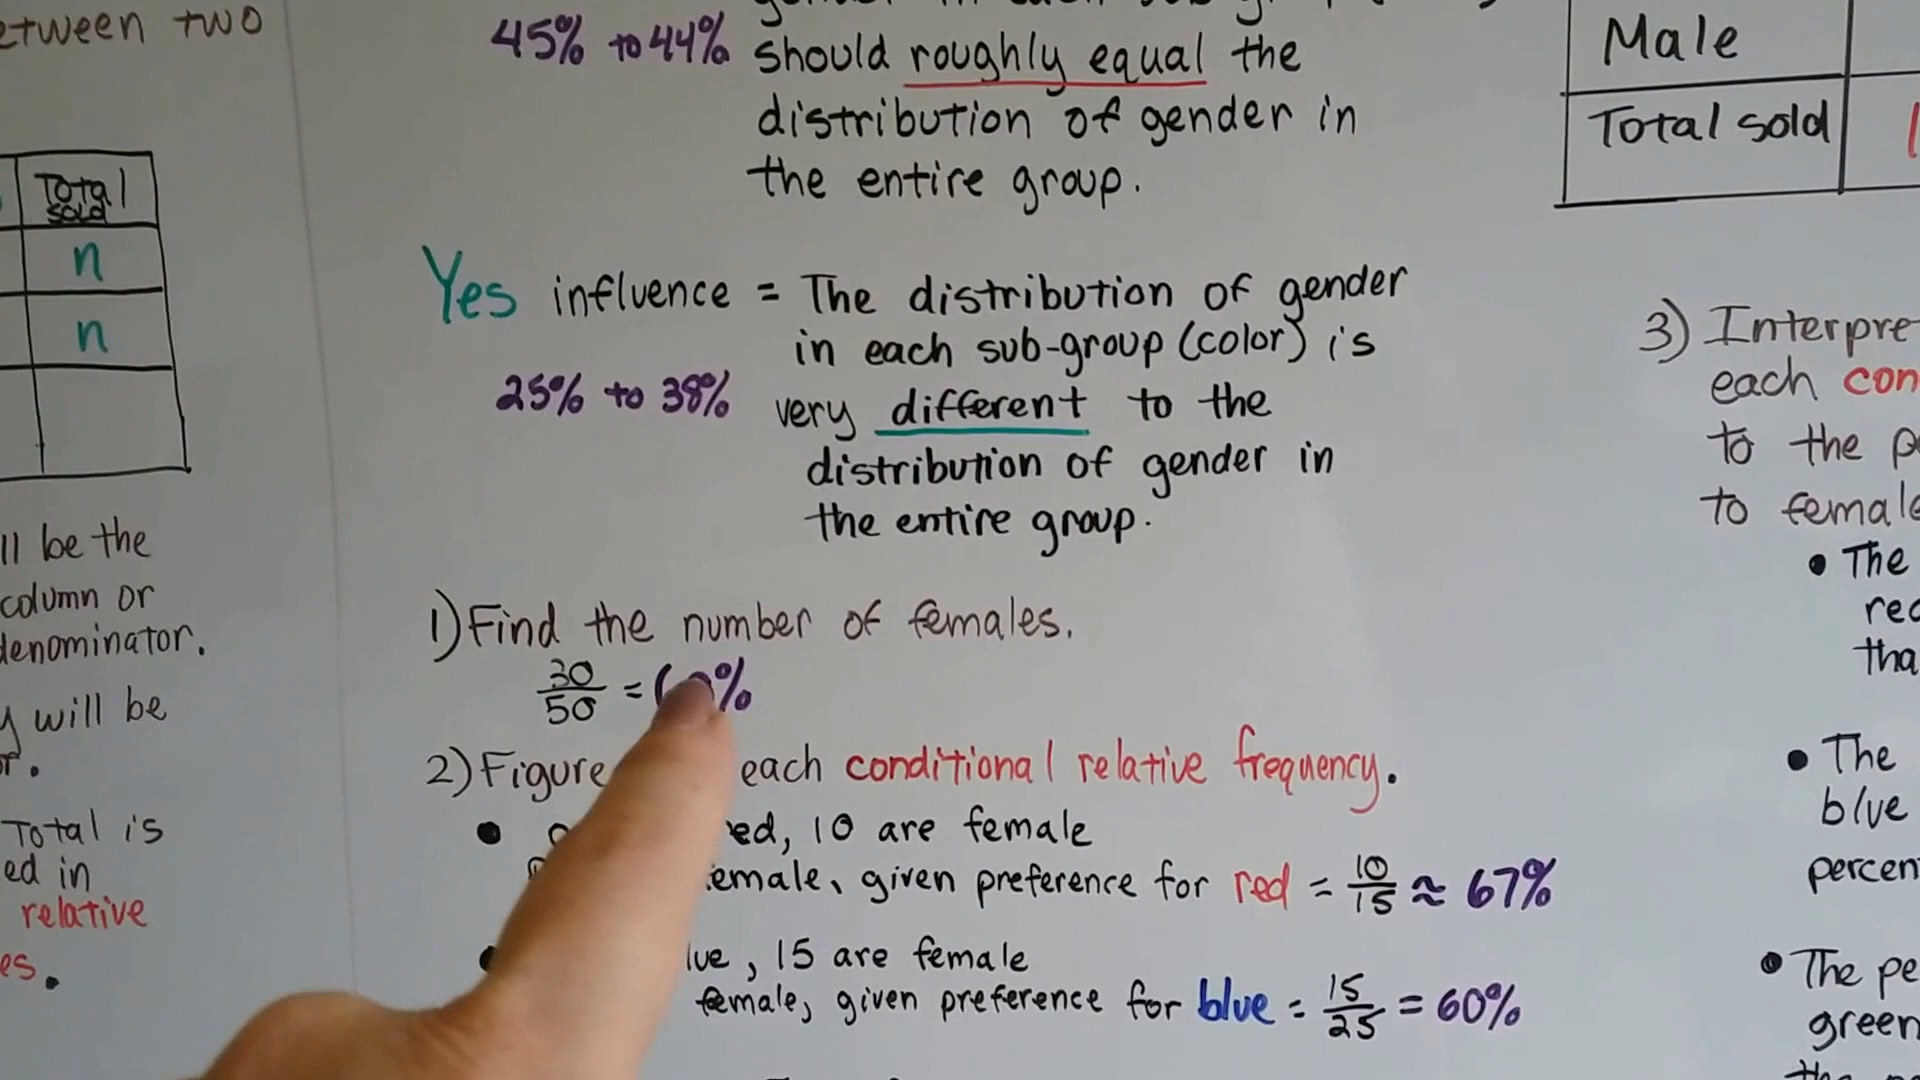 etween two
Total
sold
n
n
ll be the
column or
denominator.
will be
Total is
ed in
relative
es.
45% to 44%
should roughly equal the
distribution of gender in
the entire group.
Yes influence = The distribution of gender
in each sub-group (color) is
25% to 38% very different to the
distribution of gender in
the entire group.
1) Find the number of females.
30/50 = 60%
2) Figure each conditional relative frequency.
• ed, 10 are female
emale, given preference for red = 10/15 ≈ 67%
• lue, 15 are female
female, given preference for blue = 15/25 = 60%
Male
Total sold
3) Interpre
each con
to the p
to female
• The
red
tha
• The
blue
percen
• The pe
green